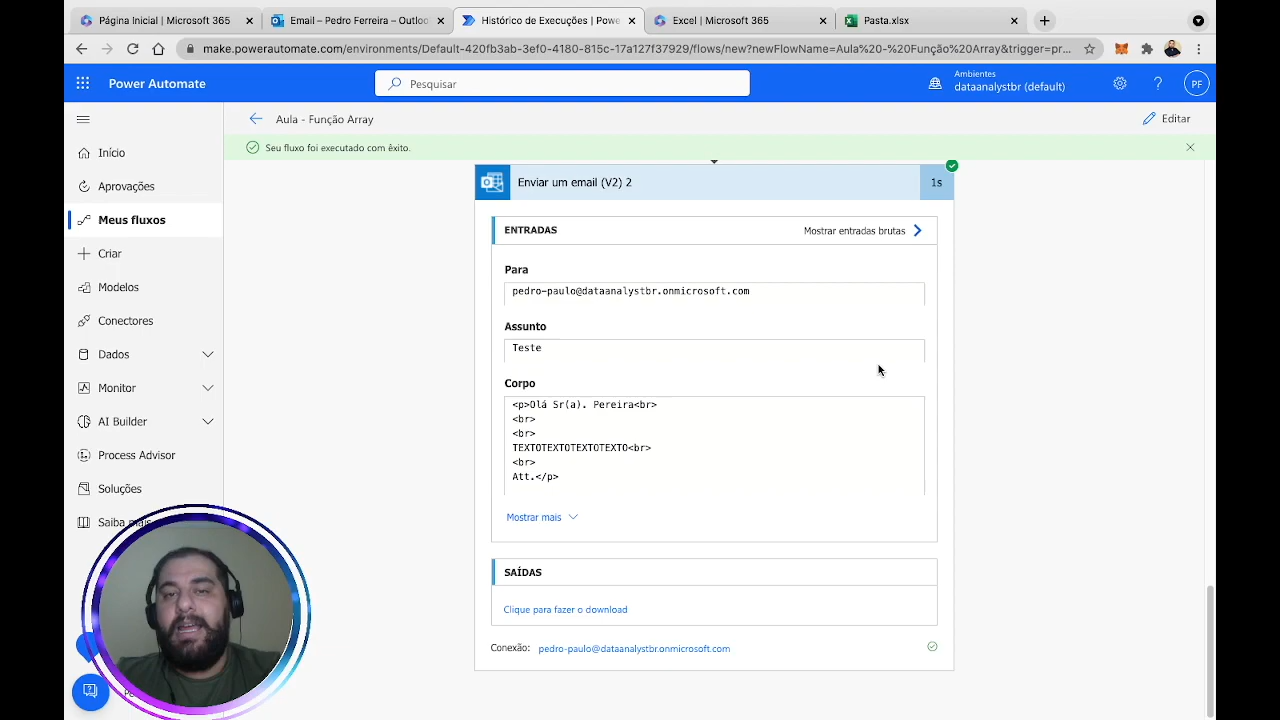 Página Inicial | Microsoft 365
Email – Pedro Ferreira – Outlo
Histórico de Execuções | Pow
Excel | Microsoft 365
Pasta.xlsx
make.powerautomate.com/environments/Default-420fb3ab-3ef0-4180-815c-17a127f37929/flows/new?newFlowName=Aula%20-%20Função%20Array&trigger=pr...
Power Automate
Pesquisar
Ambientes
dataanalystbr (default)
PF
Aula - Função Array
Editar
Seu fluxo foi executado com êxito.
Início
Aprovações
Meus fluxos
Criar
Modelos
Conectores
Dados
Monitor
AI Builder
Process Advisor
Soluções
Saiba mais
Enviar um email (V2) 2
1s
ENTRADAS
Mostrar entradas brutas
Para
pedro-paulo@dataanalystbr.onmicrosoft.com
Assunto
Teste
Corpo
<p>Olá Sr(a). Pereira<br>
<br>
<br>
TEXTOTEXTOTEXTOTEXTO<br>
<br>
Att.</p>
Mostrar mais
SAÍDAS
Clique para fazer o download
Conexão: pedro-paulo@dataanalystbr.onmicrosoft.com